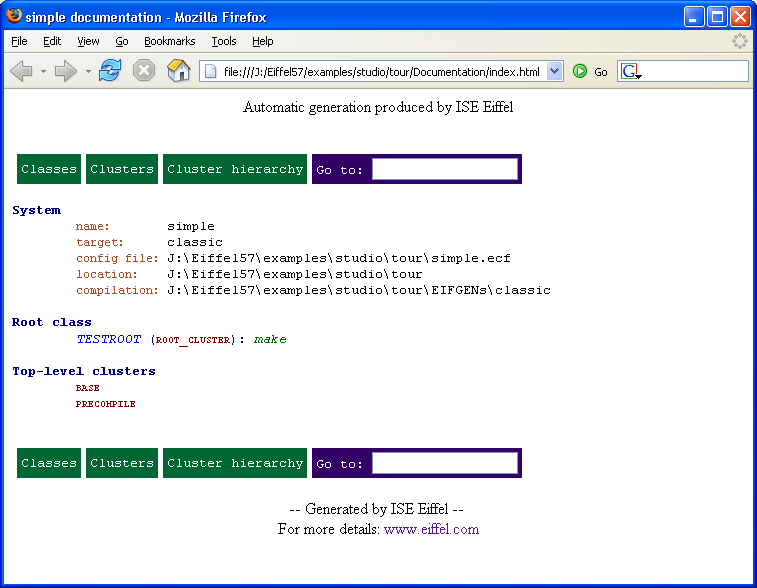 simple documentation - Mozilla Firefox
File Edit View Go Bookmarks Tools Help
file:///J:/Eiffel57/examples/studio/tour/Documentation/index.html Go G
Automatic generation produced by ISE Eiffel
Classes Clusters Cluster hierarchy Go to:
System
name: simple
target: classic
config file: J:\Eiffel57\examples\studio\tour\simple.ecf
location: J:\Eiffel57\examples\studio\tour
compilation: J:\Eiffel57\examples\studio\tour\EIFGENs\classic
Root class
TESTROOT (ROOT_CLUSTER): make
Top-level clusters
BASE
PRECOMPILE
Classes Clusters Cluster hierarchy Go to:
-- Generated by ISE Eiffel --
For more details: www.eiffel.com